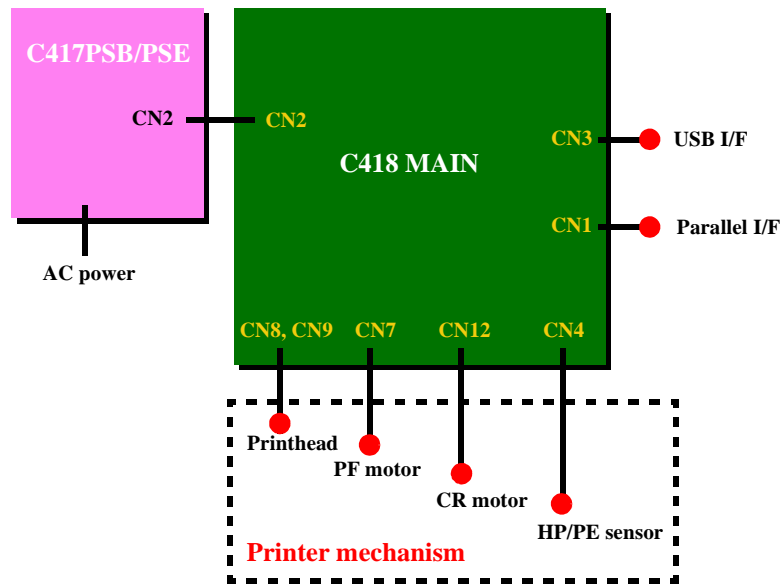 C417PSB/PSE
CN2
CN2
C418 MAIN
CN3
USB I/F
CN1
Parallel I/F
AC power
CN8, CN9
CN7
CN12
CN4
Printhead
PF motor
CR motor
HP/PE sensor
Printer mechanism